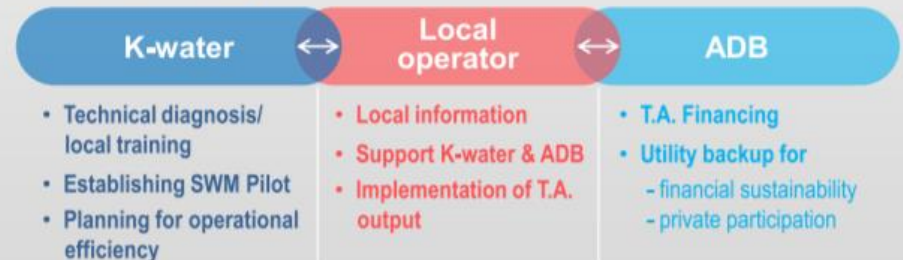 K-water
Local
operator
ADB
• Technical diagnosis/
local training
• Establishing SWM Pilot
• Planning for operational
efficiency
• Local information
• Support K-water & ADB
• Implementation of T.A.
output
• T.A. Financing
• Utility backup for
- financial sustainability
- private participation